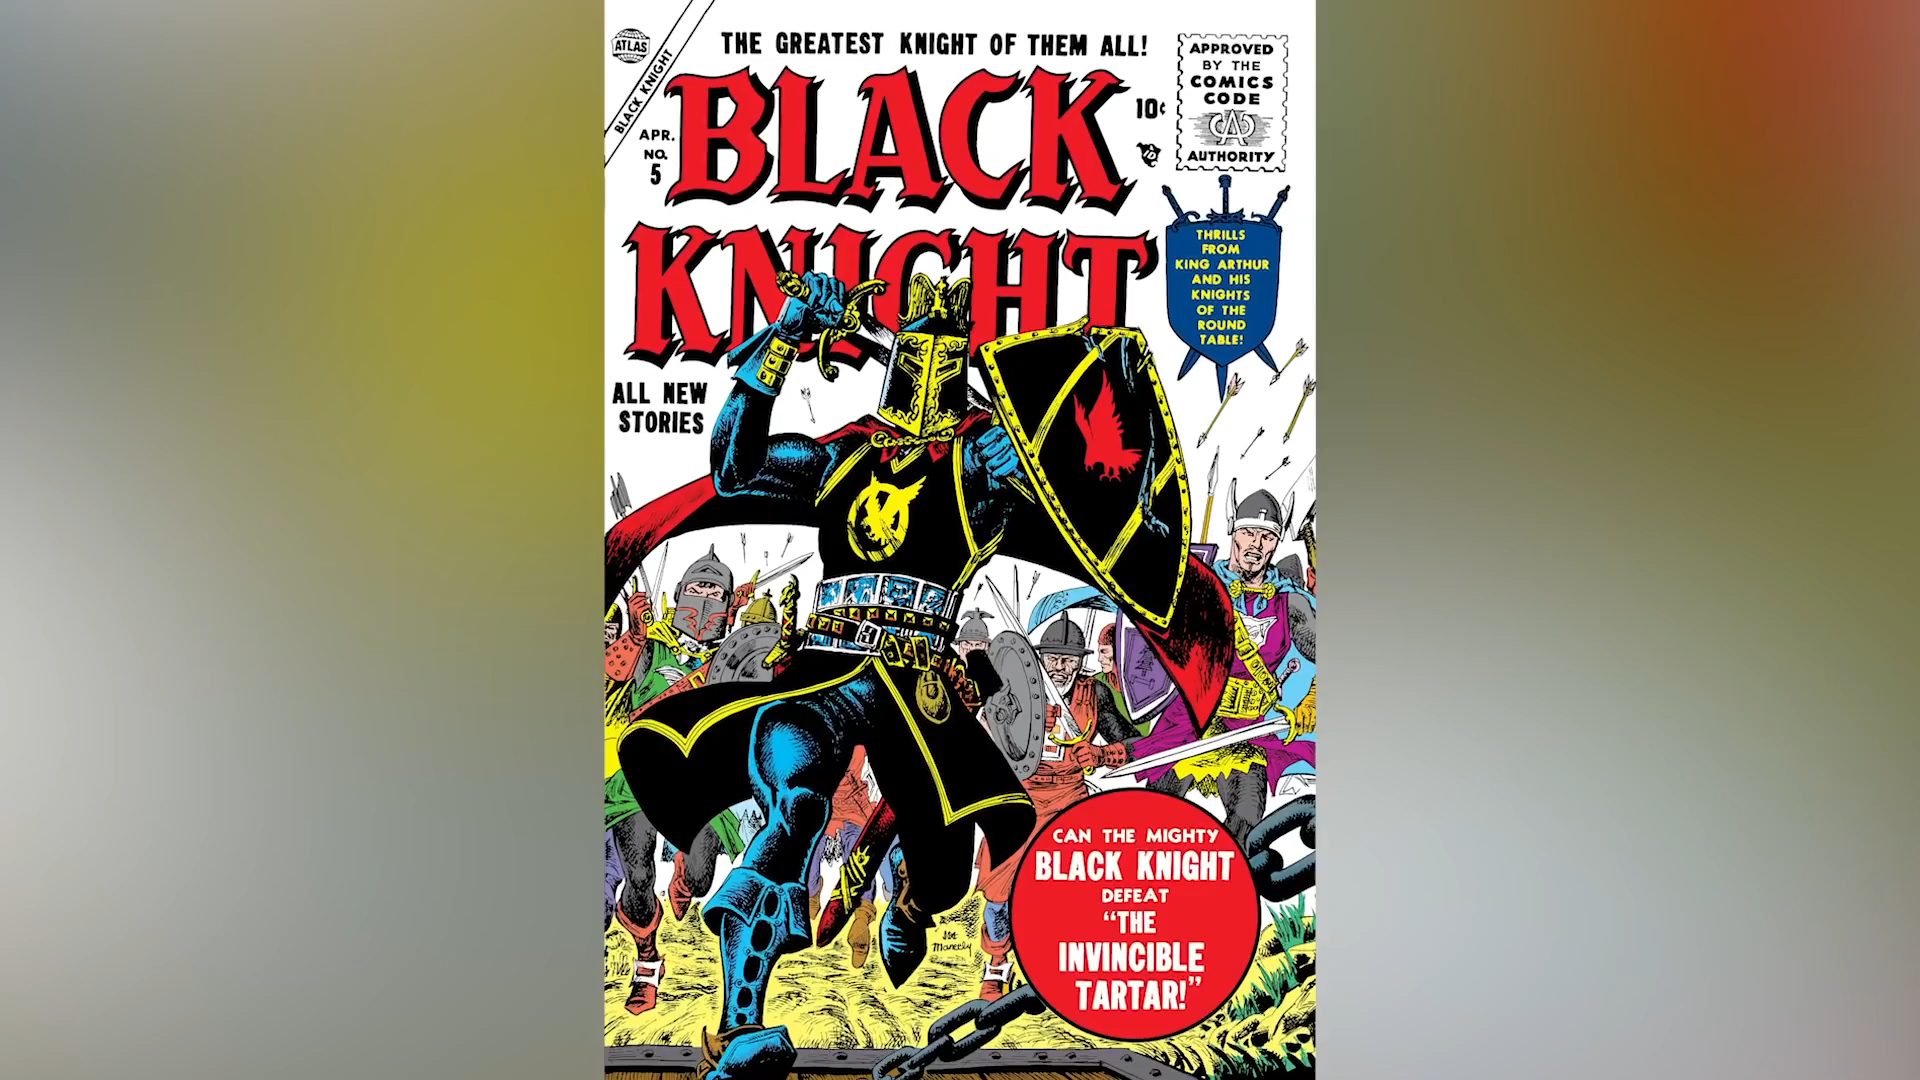 ATLAS
BLACK KNIGHT
THE GREATEST KNIGHT OF THEM ALL!
BLACK
KNIGHT
APR.
NO.
5
10¢
APPROVED
BY THE
COMICS
CODE
CA
AUTHORITY
THRILLS
FROM
KING ARTHUR
AND HIS
KNIGHTS
OF THE
ROUND
TABLE!
ALL NEW
STORIES
Joe
Maneely
CAN THE MIGHTY
BLACK KNIGHT
DEFEAT
“THE
INVINCIBLE
TARTAR!”